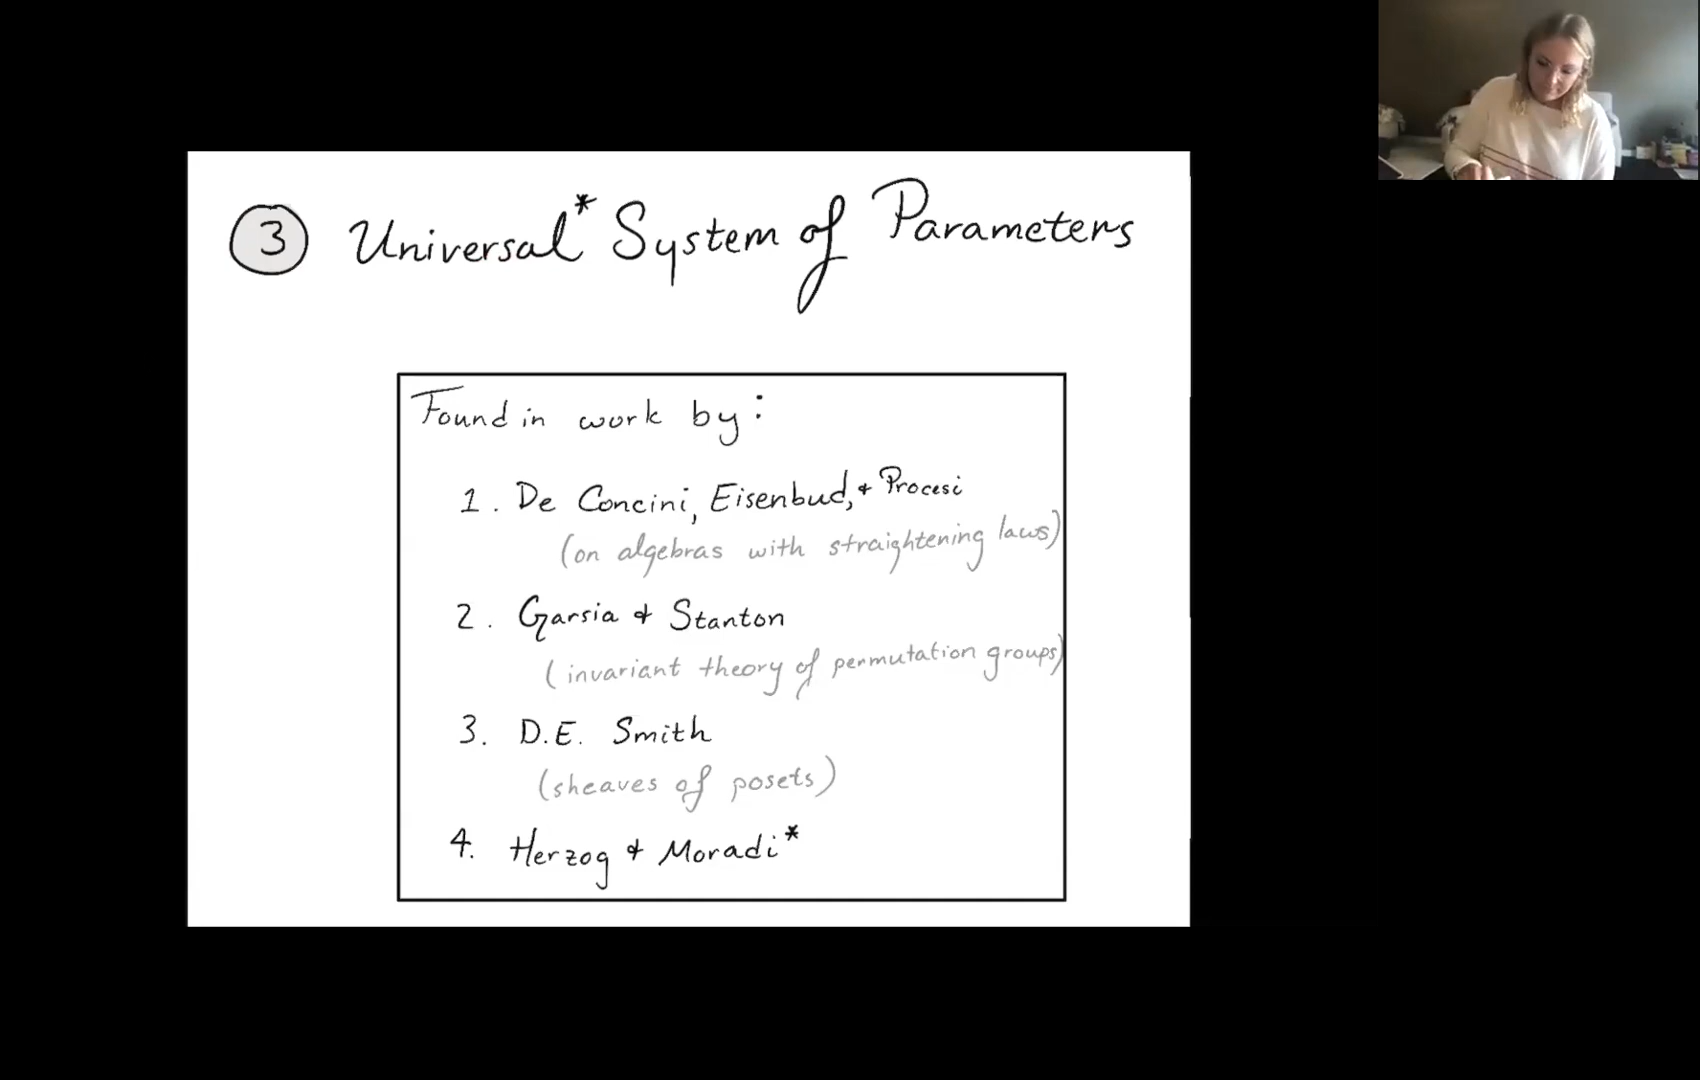 3 Universal* System of Parameters
Found in work by:
1. De Concini, Eisenbud, + Procesi
(on algebras with straightening laws)
2. Garsia + Stanton
(invariant theory of permutation groups)
3. D.E. Smith
(sheaves of posets)
4. Herzog + Moradi*